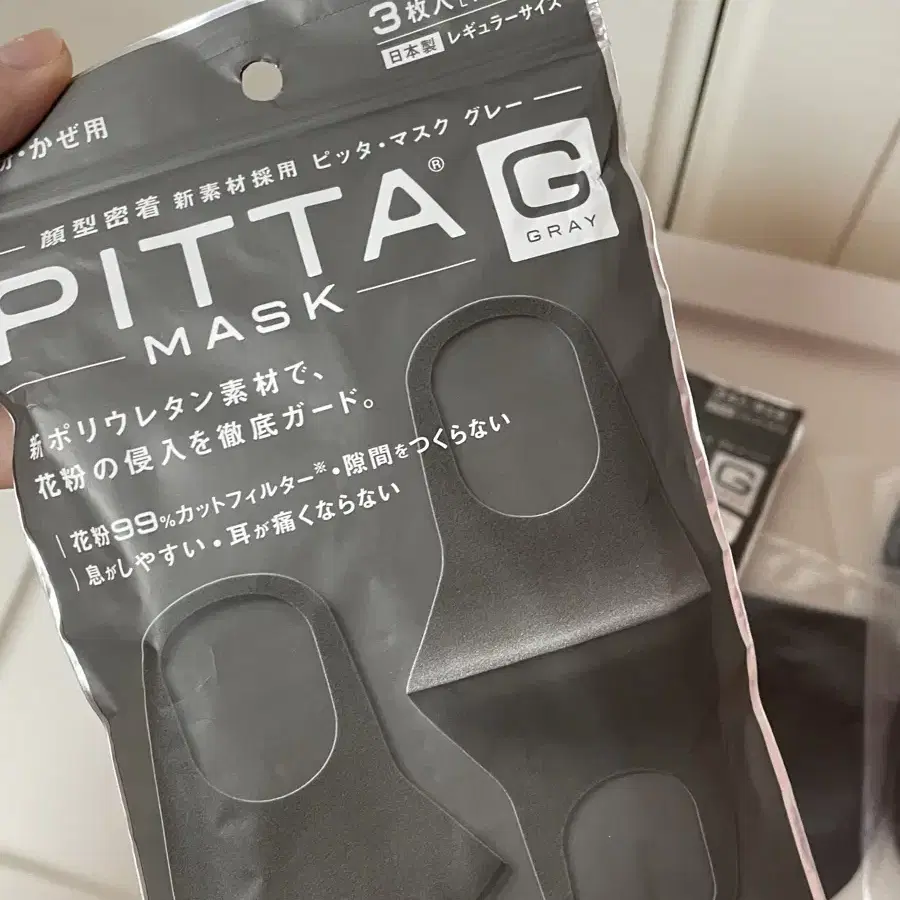 3枚入
日本製 レギュラーサイズ
・かぜ用
顔型密着 新素材採用 ピッタ・マスク グレー
PITTA® G
GRAY
MASK
新ポリウレタン素材で、
花粉の侵入を徹底ガード。
花粉99%カットフィルター※・隙間をつくらない
息がしやすい・耳が痛くならない
G